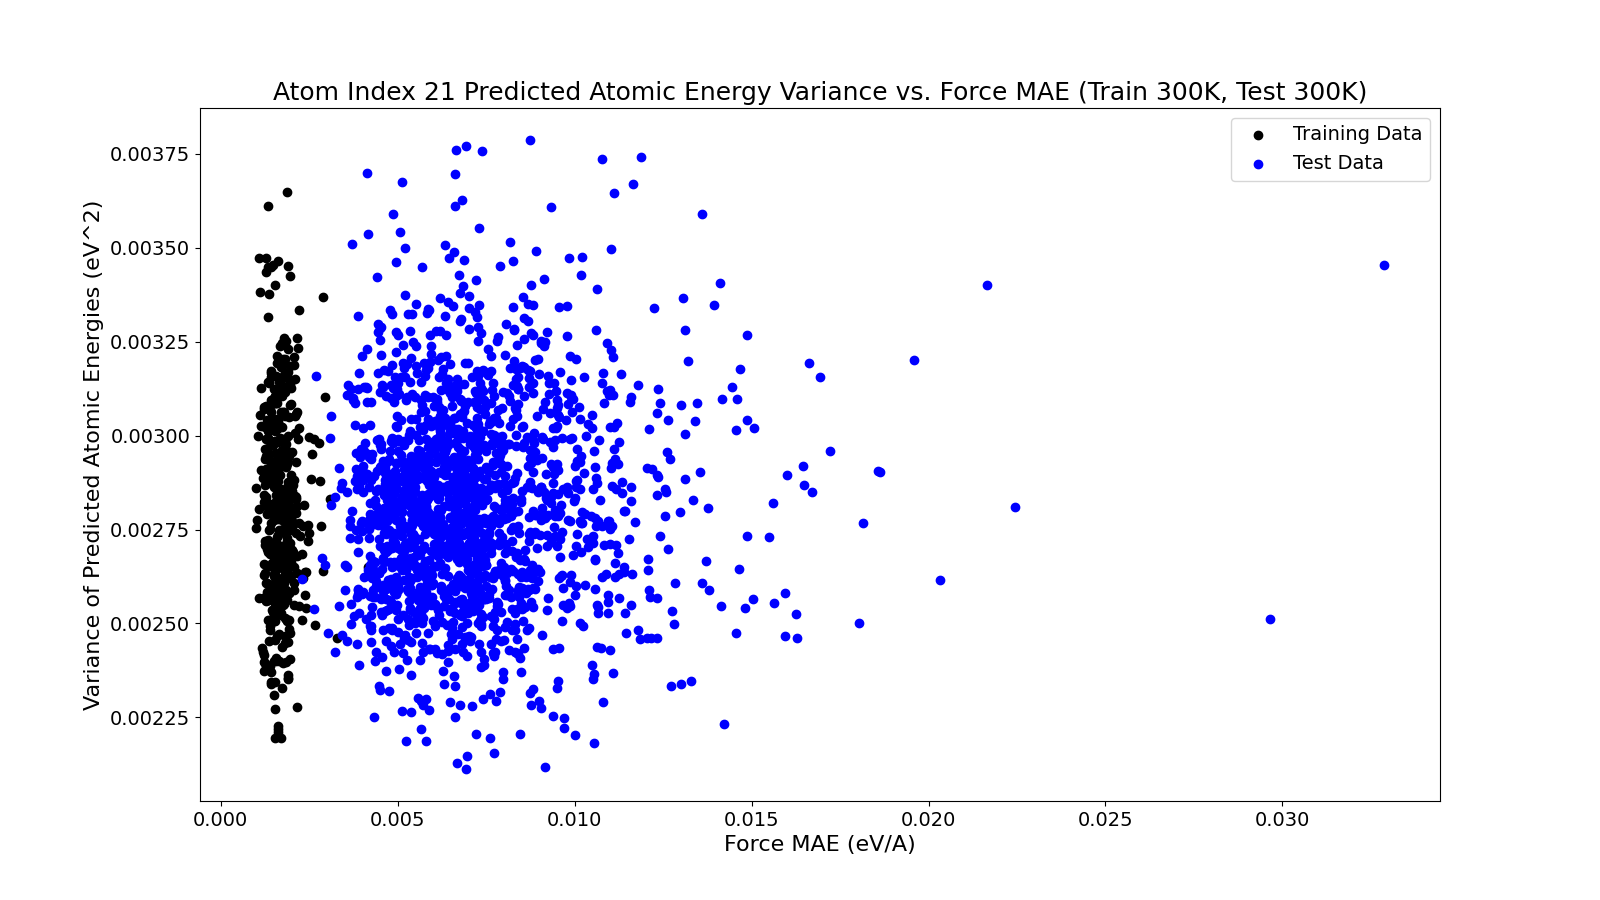 Atom Index 21 Predicted Atomic Energy Variance vs. Force MAE (Train 300K, Test 300K)
Training Data
Test Data
Variance of Predicted Atomic Energies (eV^2)
0.00375
0.00350
0.00325
0.00300
0.00275
0.00250
0.00225
0.000
0.005
0.010
0.015
0.020
0.025
0.030
Force MAE (eV/A)